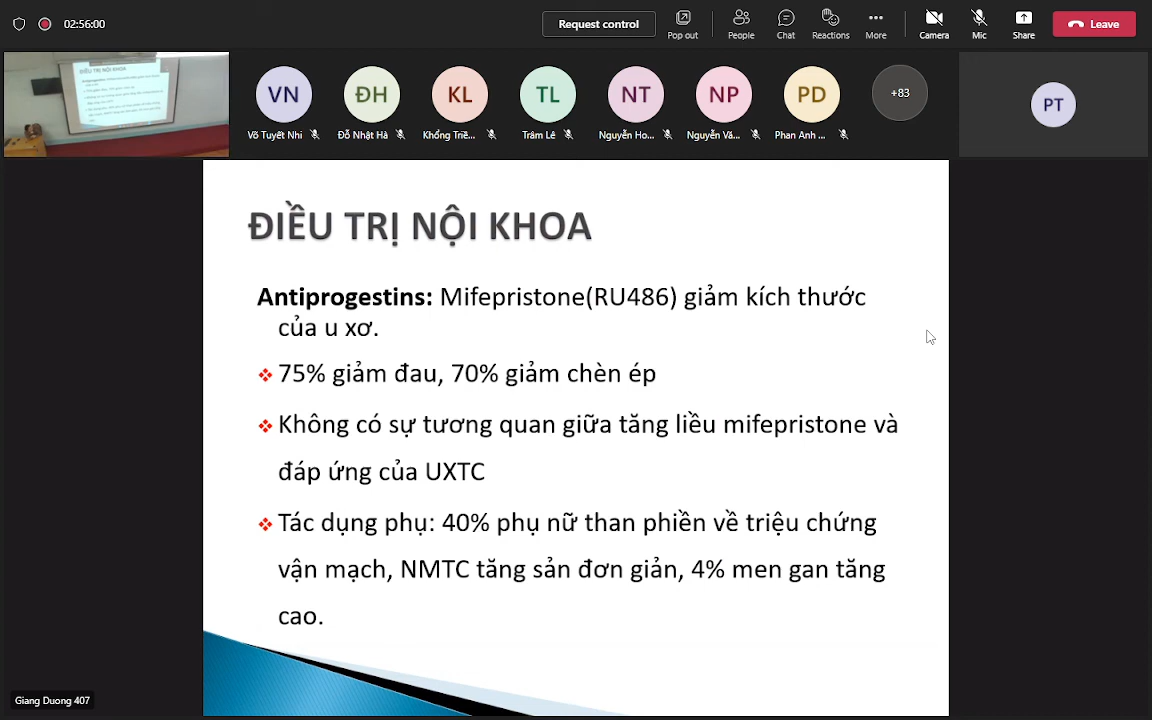 02:56:00
Request control
Pop out
People
Chat
Reactions
More
Camera
Mic
Share
Leave
ĐIỀU TRỊ NỘI KHOA
VN
ĐH
KL
TL
NT
NP
PD
+83
PT
Võ Tuyết Nhi
Đỗ Nhật Hà
Khổng Triề...
Trâm Lê
Nguyễn Ho...
Nguyễn Vă...
Phan Anh ...
ĐIỀU TRỊ NỘI KHOA
Antiprogestins: Mifepristone(RU486) giảm kích thước
của u xơ.
75% giảm đau, 70% giảm chèn ép
Không có sự tương quan giữa tăng liều mifepristone và
đáp ứng của UXTC
Tác dụng phụ: 40% phụ nữ than phiền về triệu chứng
vận mạch, NMTC tăng sản đơn giản, 4% men gan tăng
cao.
Giang Duong 407